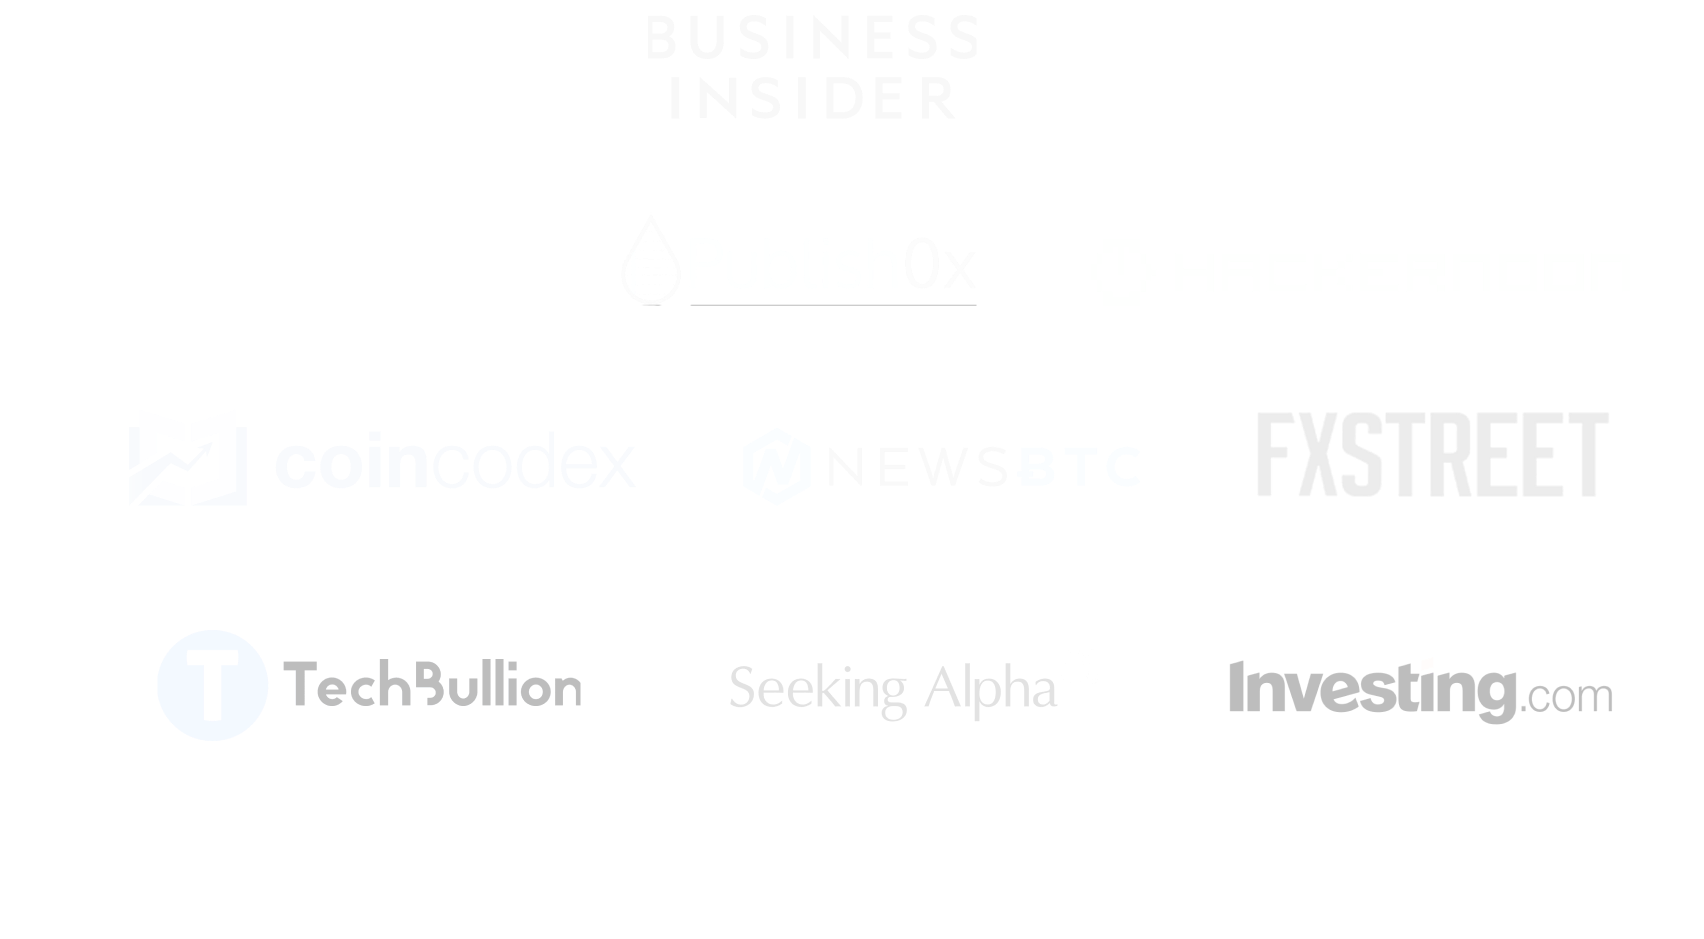 BUSINESS
INSIDER
0x
coincodex
NEWSBTC
FXSTREET
TechBullion
Seeking Alpha
Investing.com